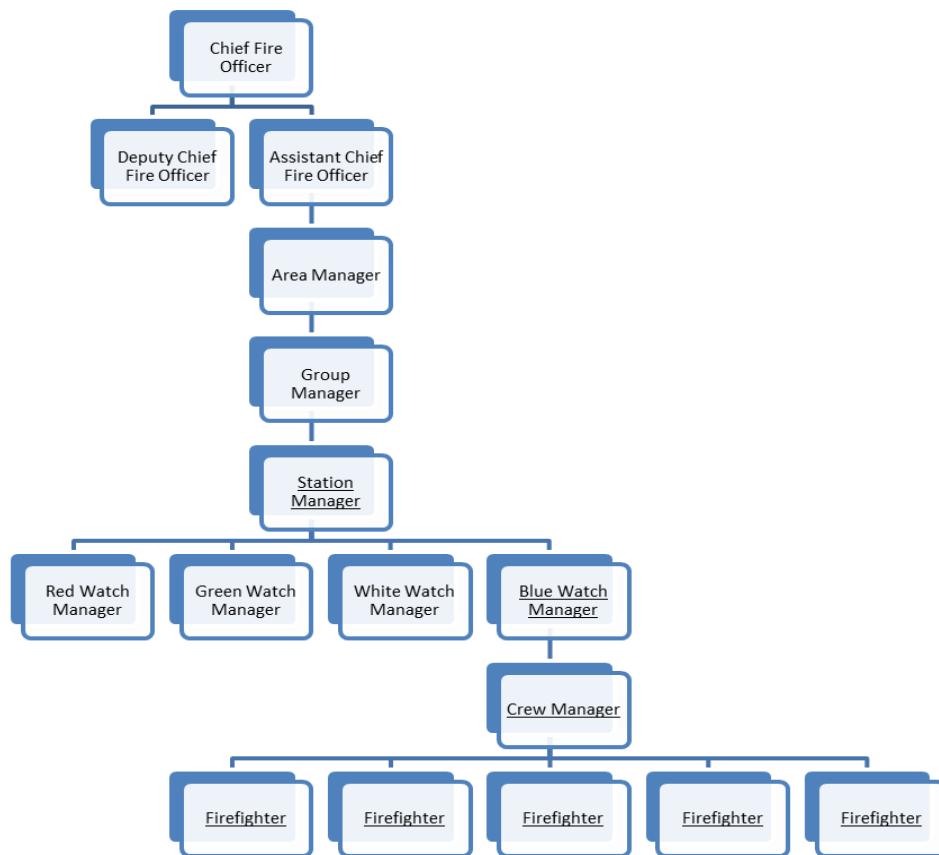 Chief Fire
Officer
Deputy Chief
Fire Officer
Assistant Chief
Fire Officer
Area Manager
Group
Manager
Station
Manager
Red Watch
Manager
Green Watch
Manager
White Watch
Manager
Blue Watch
Manager
Crew Manager
Firefighter
Firefighter
Firefighter
Firefighter
Firefighter